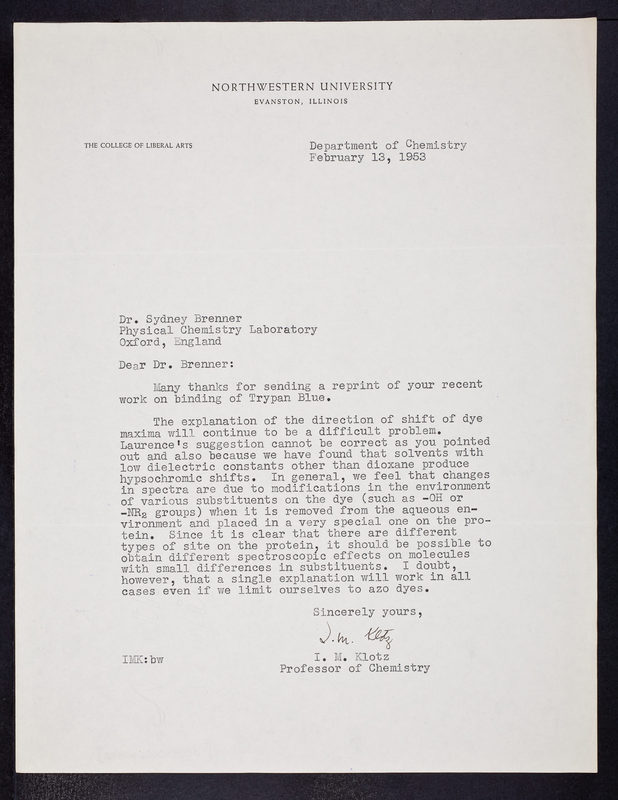 NORTHWESTERN UNIVERSITY
EVANSTON, ILLINOIS
THE COLLEGE OF LIBERAL ARTS
Department of Chemistry
February 13, 1953
Dr. Sydney Brenner
Physical Chemistry Laboratory
Oxford, England
Dear Dr. Brenner:
Many thanks for sending a reprint of your recent
work on binding of Trypan Blue.
The explanation of the direction of shift of dye
maxima will continue to be a difficult problem.
Laurence's suggestion cannot be correct as you pointed
out and also because we have found that solvents with
low dielectric constants other than dioxane produce
hypsochromic shifts. In general, we feel that changes
in spectra are due to modifications in the environment
of various substituents on the dye (such as -OH or
-NR₂ groups) when it is removed from the aqueous en-
vironment and placed in a very special one on the pro-
tein. Since it is clear that there are different
types of site on the protein, it should be possible to
obtain different spectroscopic effects on molecules
with small differences in substituents. I doubt,
however, that a single explanation will work in all
cases even if we limit ourselves to azo dyes.
Sincerely yours,
I. M. Klotz
IMK:bw
I. M. Klotz
Professor of Chemistry